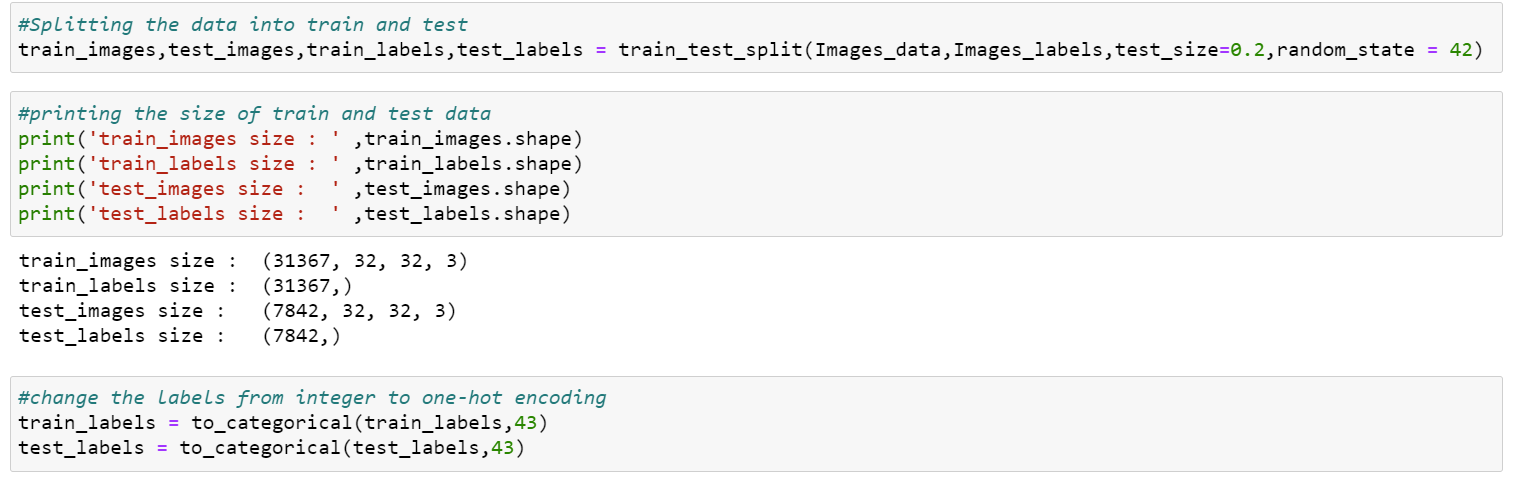 #Splitting the data into train and test
train_images,test_images,train_labels,test_labels = train_test_split(Images_data,Images_labels,test_size=0.2,random_state = 42)
#printing the size of train and test data
print('train_images size : ' ,train_images.shape)
print('train_labels size : ' ,train_labels.shape)
print('test_images size :  ' ,test_images.shape)
print('test_labels size :  ' ,test_labels.shape)
train_images size :  (31367, 32, 32, 3)
train_labels size :  (31367,)
test_images size :   (7842, 32, 32, 3)
test_labels size :   (7842,)
#change the labels from integer to one-hot encoding
train_labels = to_categorical(train_labels,43)
test_labels = to_categorical(test_labels,43)